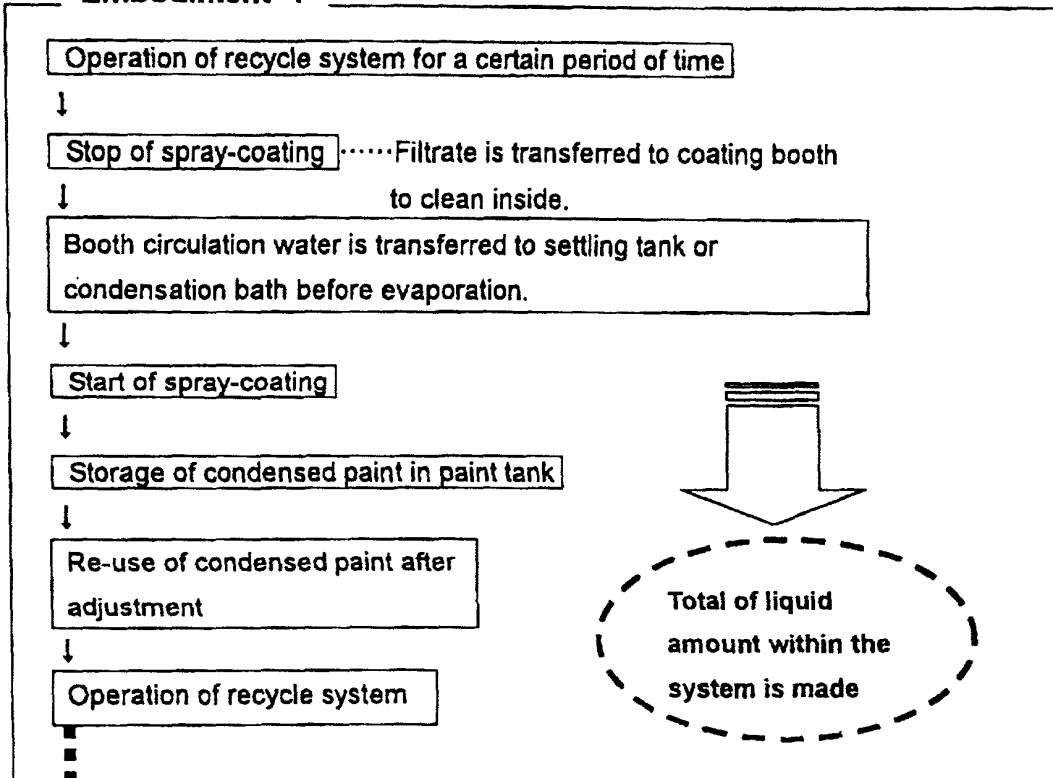 Operation of recycle system for a certain period of time
↓
Stop of spray-coating ······Filtrate is transferred to coating booth
to clean inside.
↓
Booth circulation water is transferred to settling tank or
condensation bath before evaporation.
↓
Start of spray-coating
↓
Storage of condensed paint in paint tank
↓
Re-use of condensed paint after
adjustment
↓
Operation of recycle system
Total of liquid
amount within the
system is made